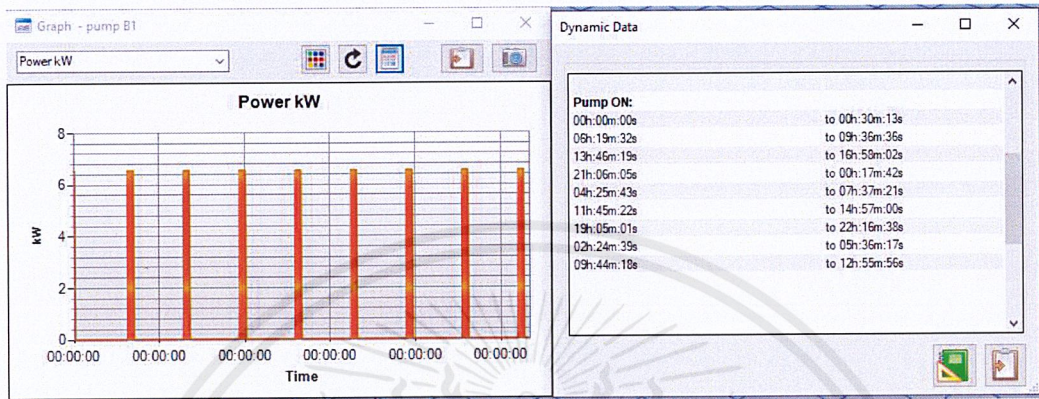 Graph - pump B1
Power kW
Power kW
8
6
4
2
0
kW
00:00:00 00:00:00 00:00:00 00:00:00 00:00:00 00:00:00
Time
Dynamic Data
Pump ON:
00h:00m:00s to 00h:30m:13s
06h:19m:32s to 09h:36m:36s
13h:46m:19s to 16h:58m:02s
21h:06m:05s to 00h:17m:42s
04h:25m:43s to 07h:37m:21s
11h:45m:22s to 14h:57m:00s
19h:05m:01s to 22h:16m:38s
02h:24m:39s to 05h:36m:17s
09h:44m:18s to 12h:55m:56s